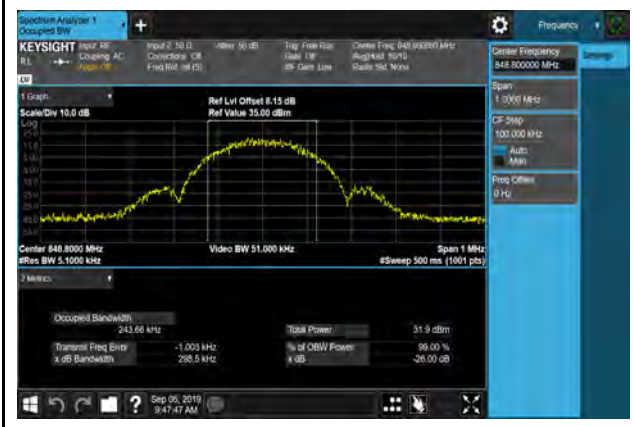 Spectrum Analyzer 1
Occupied BW
Frequency
KEYSIGHT Input: RF
Coupling: AC
Input Z: 50 Ω
Corrections: Off
Freq Ref: Int (S)
Atten: 50 dB
Trig: Free Run
Gate: Off
#IF Gain: Low
Center Freq: 848.800000 MHz
Avg|Hold: 10/10
Radio Std: None
RL
Align: Off
Center Frequency
848.800000 MHz
Settings
Span
1.0000 MHz
CF Step
100.000 kHz
Auto
Man
Freq Offset
0 Hz
1 Graph
Scale/Div 10.0 dB
Ref Lvl Offset 8.15 dB
Ref Value 35.00 dBm
Log
Center 848.8000 MHz
#Res BW 5.1000 kHz
Video BW 51.000 kHz
Span 1 MHz
#Sweep 500 ms (1001 pts)
2 Metrics
Occupied Bandwidth
243.66 kHz
Total Power 31.9 dBm
Transmit Freq Error -1.003 kHz
% of OBW Power 99.00 %
x dB Bandwidth 298.5 kHz
x dB -26.00 dB
Sep 05, 2019
9:47:47 AM